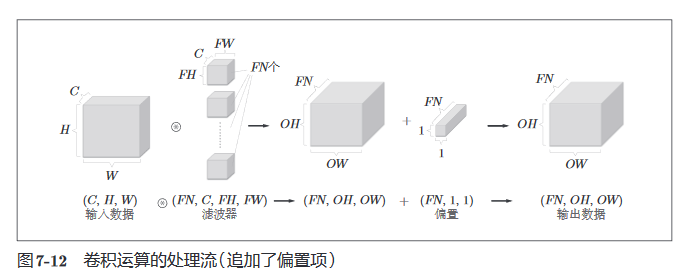 FW
C
FH
FN个
C
H
W
⊛
FN
OH
OW
+
FN
1
1
FN
OH
OW
(C, H, W) ⊛ (FN, C, FH, FW) → (FN, OH, OW) + (FN, 1, 1) → (FN, OH, OW)
输入数据 滤波器 偏置 输出数据
图7-12 卷积运算的处理流(追加了偏置项)